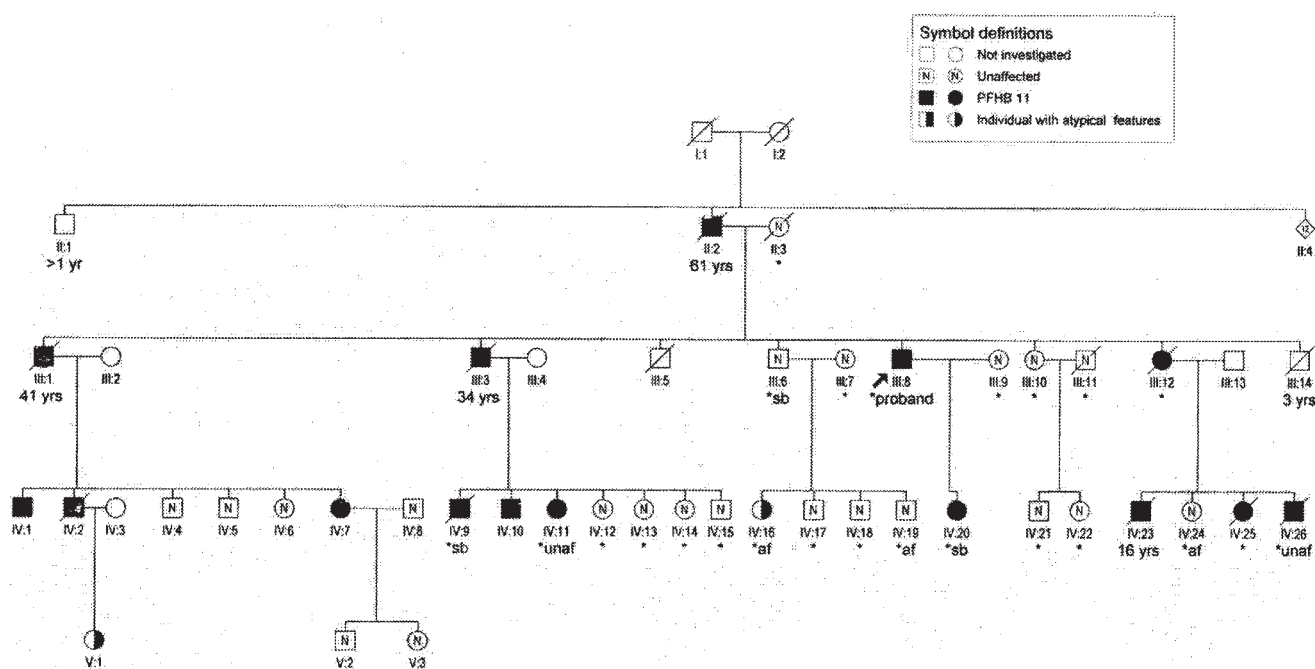 Symbol definitions
Not investigated
N N Unaffected
PFHB 11
Individual with atypical features
I:1 I:2
N
II:1 II:2 II:3 II:4
>1 yr 61 yrs *
N N N N N
III:1 III:2 III:3 III:4 III:5 III:6 III:7 III:8 III:9 III:10 III:11 III:12 III:13 III:14
41 yrs 34 yrs *sb * *proband * * * * 3 yrs
N N N N N N N N N N N N N N N
IV:1 IV:2 IV:3 IV:4 IV:5 IV:6 IV:7 IV:8 IV:9 IV:10 IV:11 IV:12 IV:13 IV:14 IV:15 IV:16 IV:17 IV:18 IV:19 IV:20 IV:21 IV:22 IV:23 IV:24 IV:25 IV:26
*sb *unaf * * * * *af * * *af *sb * * 16 yrs *af * *unaf
N N
V:1 V:2 V:3